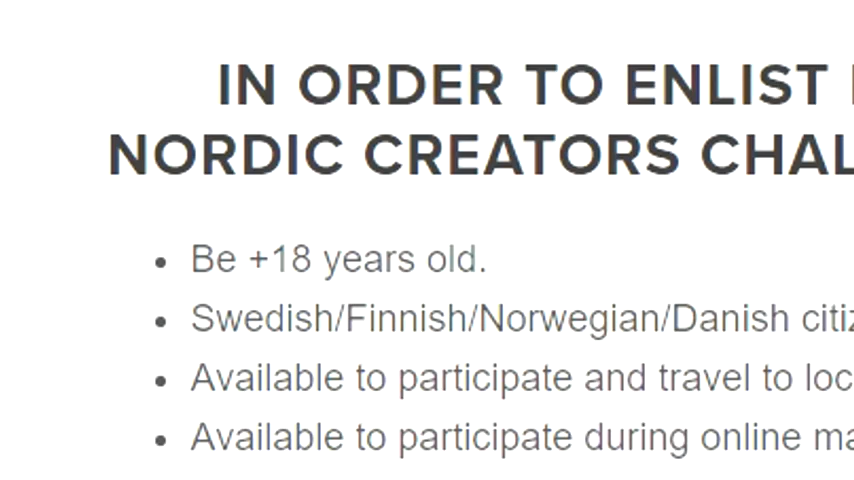 IN ORDER TO ENLIST
NORDIC CREATORS
Be +18 years old.
Swedish/Finnish/Norwegian/Danish
Available to participate and travel to
Available to participate during online